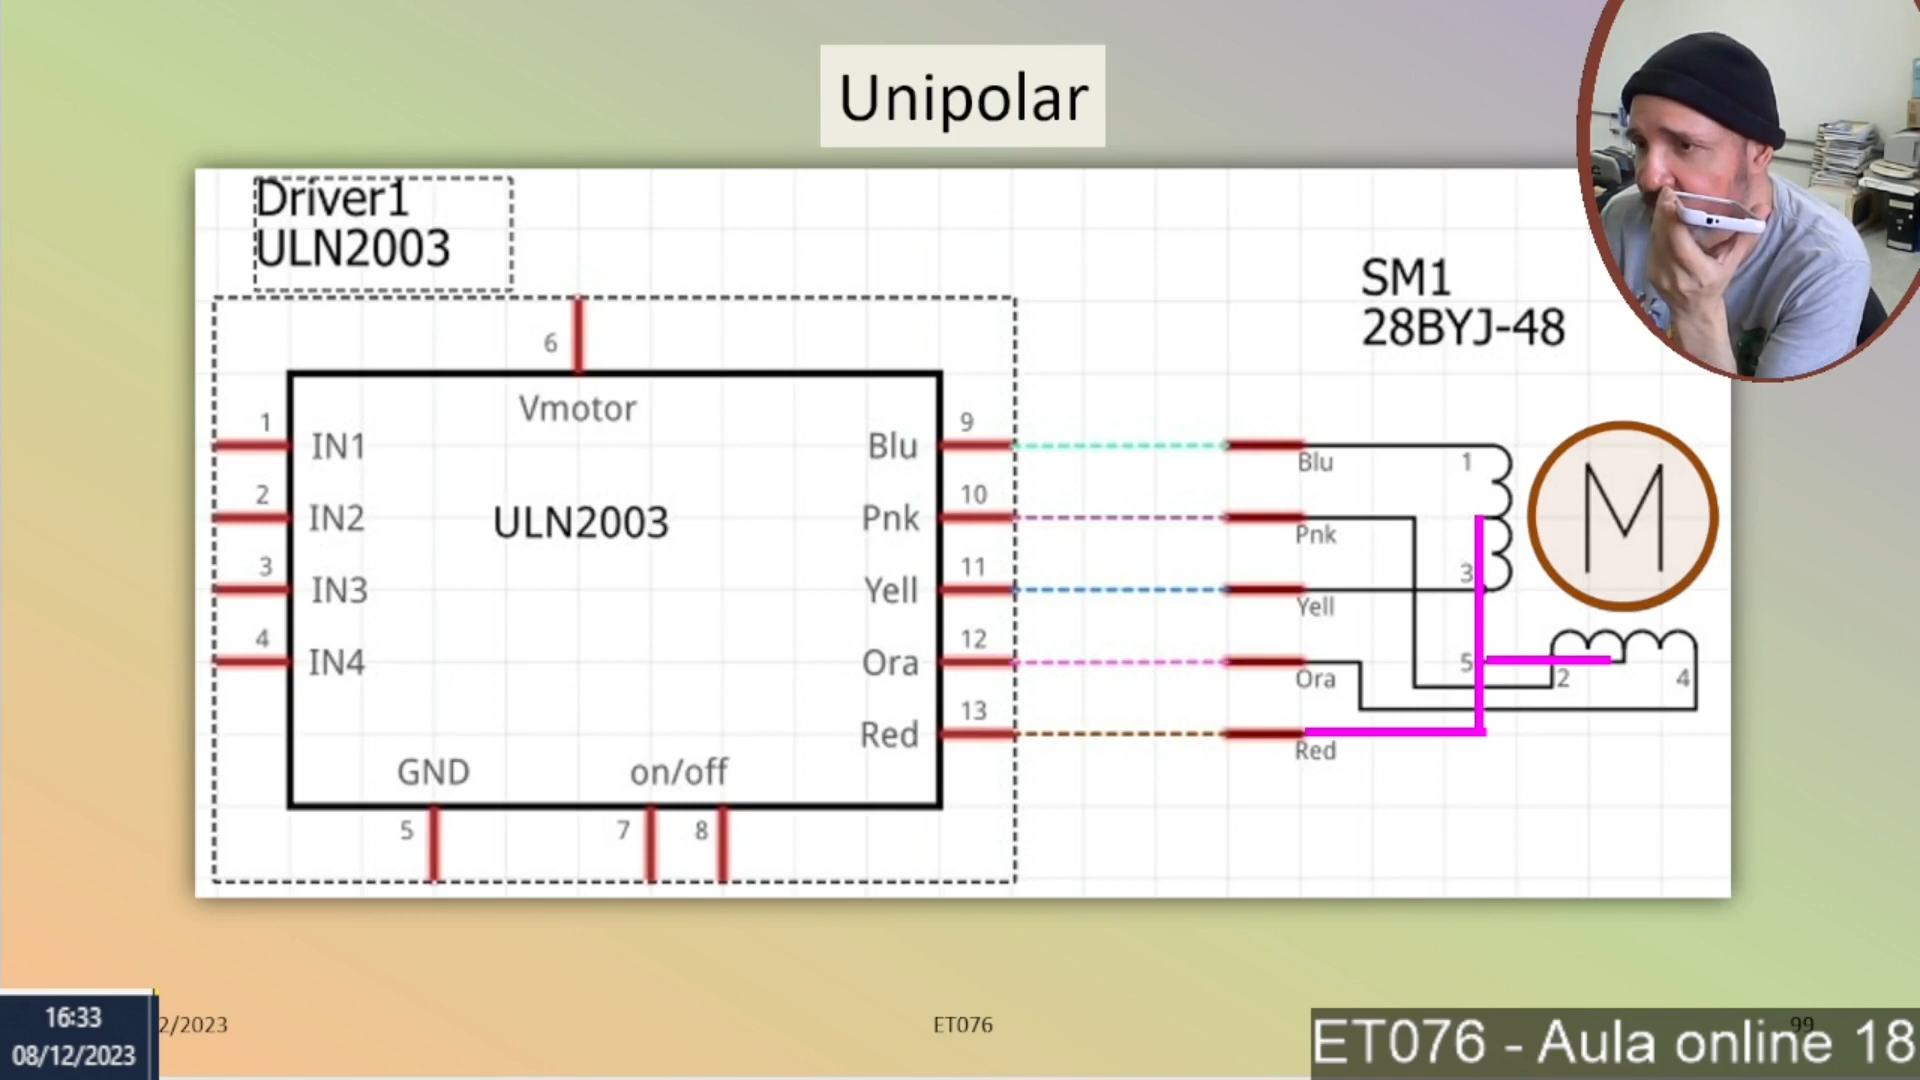 Unipolar
Driver1
ULN2003
SM1
28BYJ-48
6
Vmotor
1
IN1
2
IN2
3
IN3
4
IN4
ULN2003
Blu
9
Pnk
10
Yell
11
Ora
12
Red
13
GND
on/off
5
7
8
Blu
Pnk
Yell
Ora
Red
1
3
5
2
4
M
16:33
08/12/2023
2/2023
ET076
99
ET076 - Aula online 18